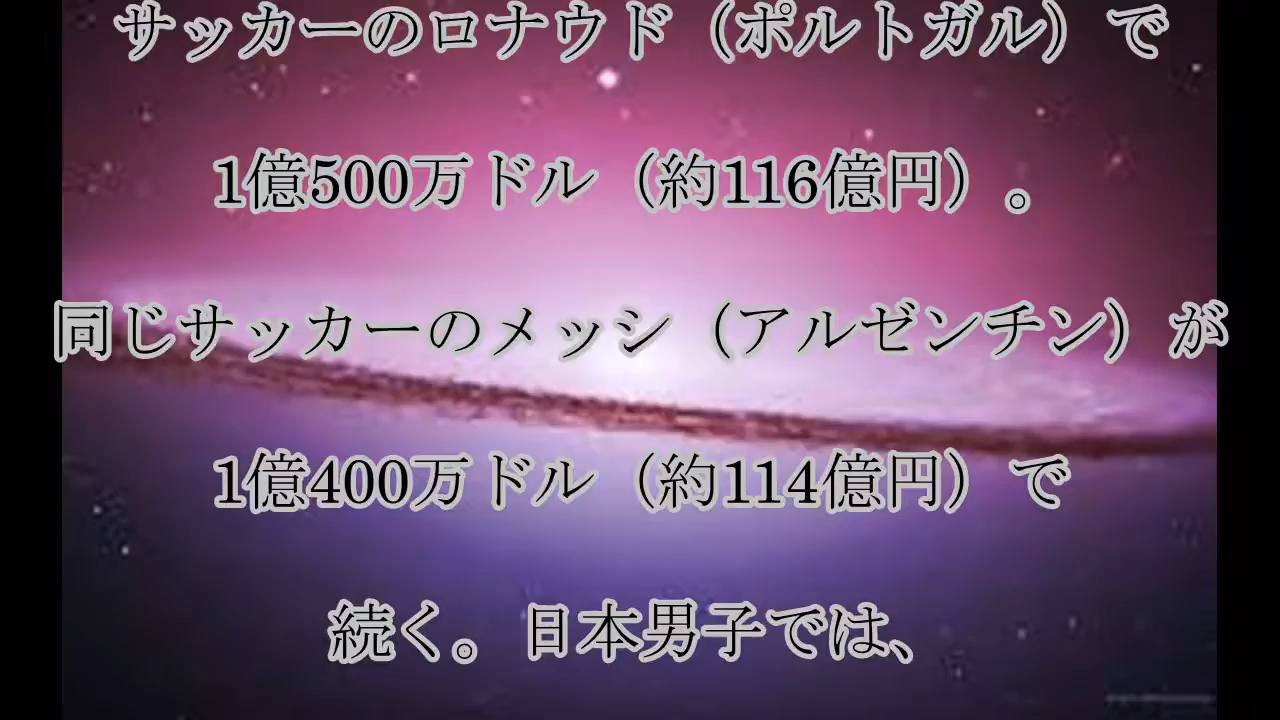 サッカーのロナウド（ポルトガル）で
1億500万ドル（約116億円）。
同じサッカーのメッシ（アルゼンチン）が
1億400万ドル（約114億円）で
続く。日本男子では、